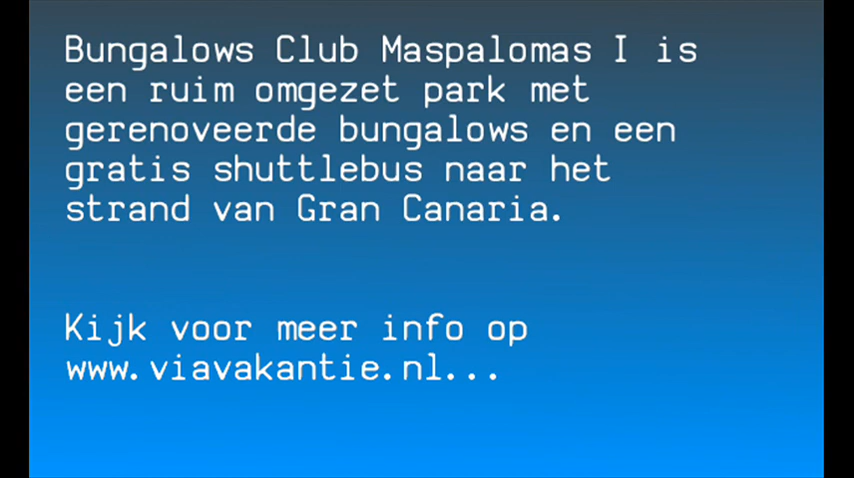 Bungalows Club Maspalomas I is
een ruim omgezet park met
gerenoveerde bungalows en een
gratis shuttlebus naar het
strand van Gran Canaria.
Kijk voor meer info op
www.viavakantie.nl...